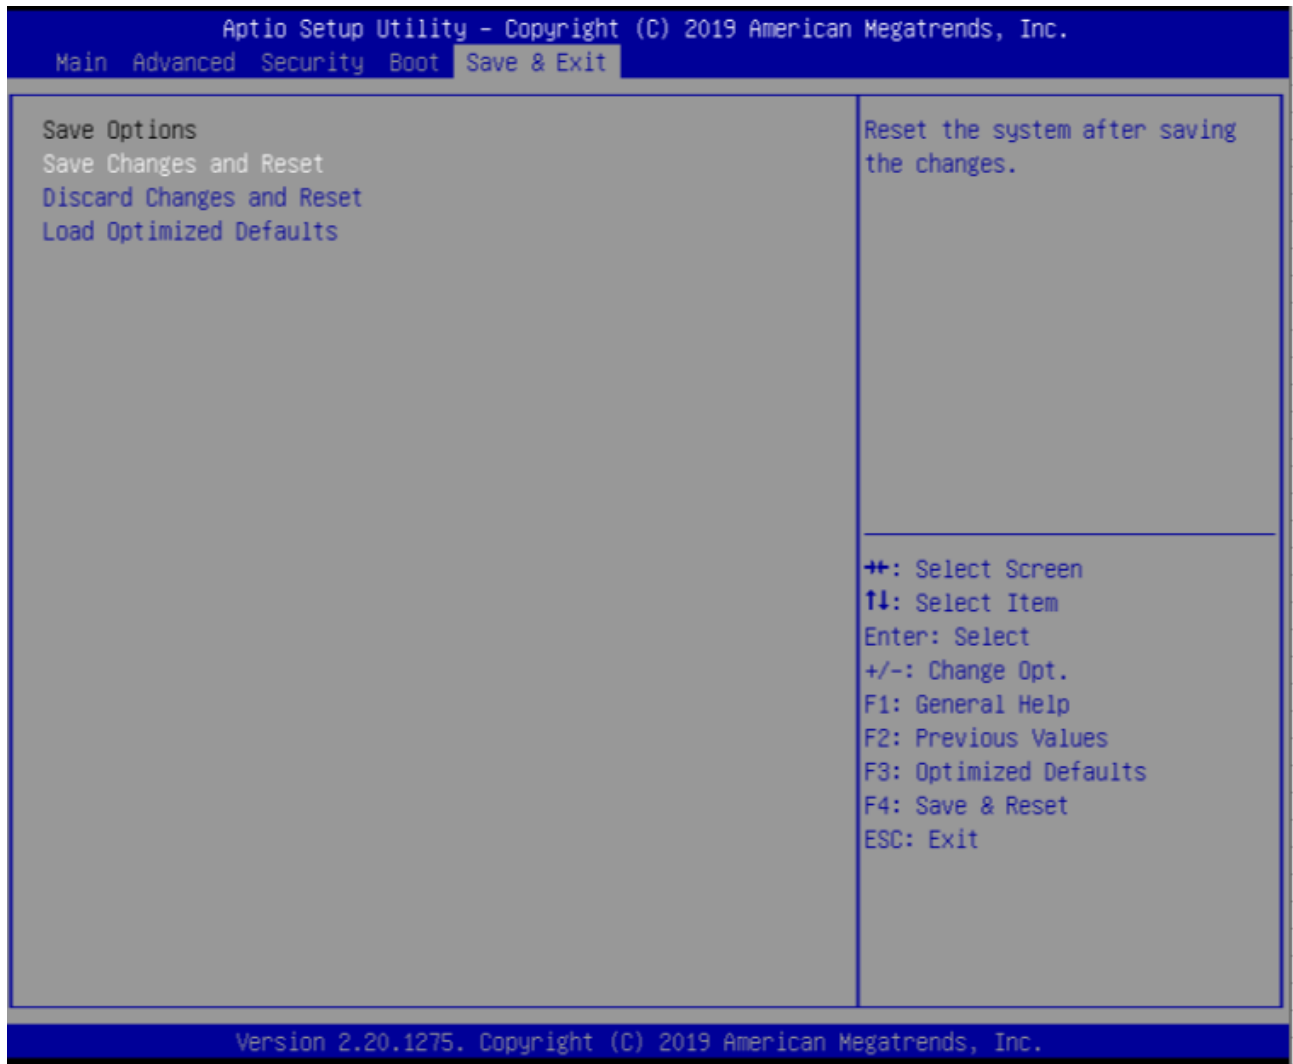 Aptio Setup Utility – Copyright (C) 2019 American Megatrends, Inc.
Main Advanced Security Boot Save & Exit
Save Options
Save Changes and Reset
Discard Changes and Reset
Load Optimized Defaults
Reset the system after saving
the changes.
→←: Select Screen
↑↓: Select Item
Enter: Select
+/-: Change Opt.
F1: General Help
F2: Previous Values
F3: Optimized Defaults
F4: Save & Reset
ESC: Exit
Version 2.20.1275. Copyright (C) 2019 American Megatrends, Inc.